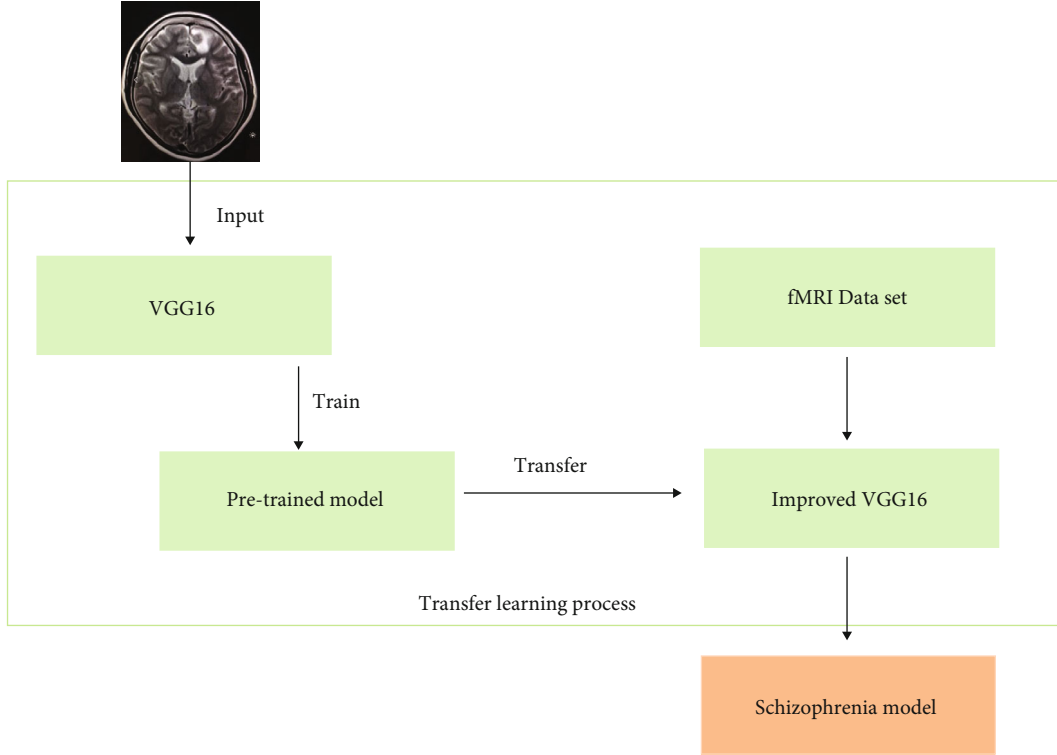 Input
VGG16
fMRI Data set
Train
Transfer
Pre-trained model
Improved VGG16
Transfer learning process
Schizophrenia model